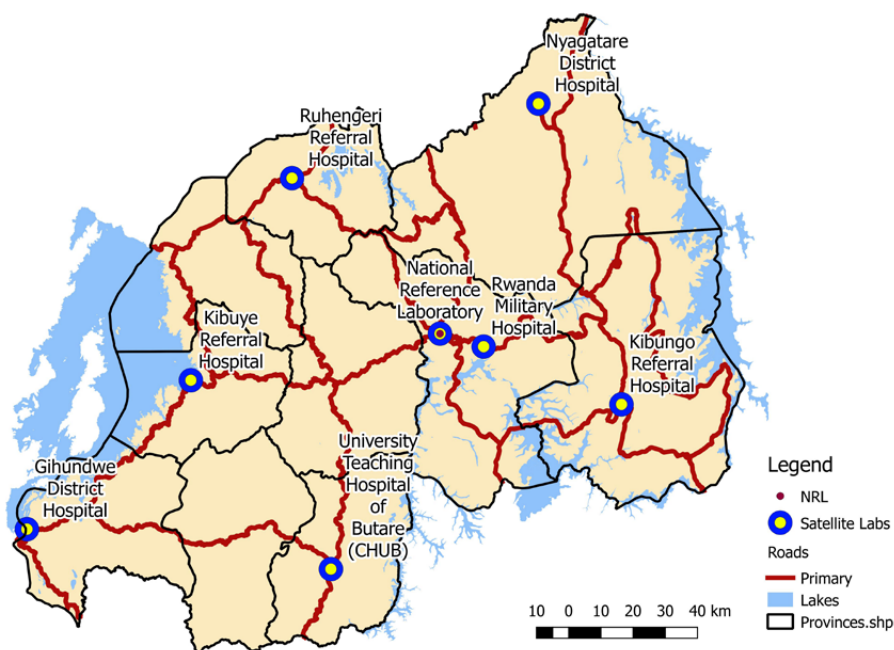 Nyagatare
District
Hospital
Ruhengeri
Referral
Hospital
National
Reference
Laboratory
Rwanda
Military
Hospital
Kibuye
Referral
Hospital
Kibungo
Referral
Hospital
University
Teaching
Hospital
of
Butare
(CHUB)
Gihundwe
District
Hospital
Legend
NRL
Satellite Labs
Roads
Primary
Lakes
Provinces.shp
10 0 10 20 30 40 km